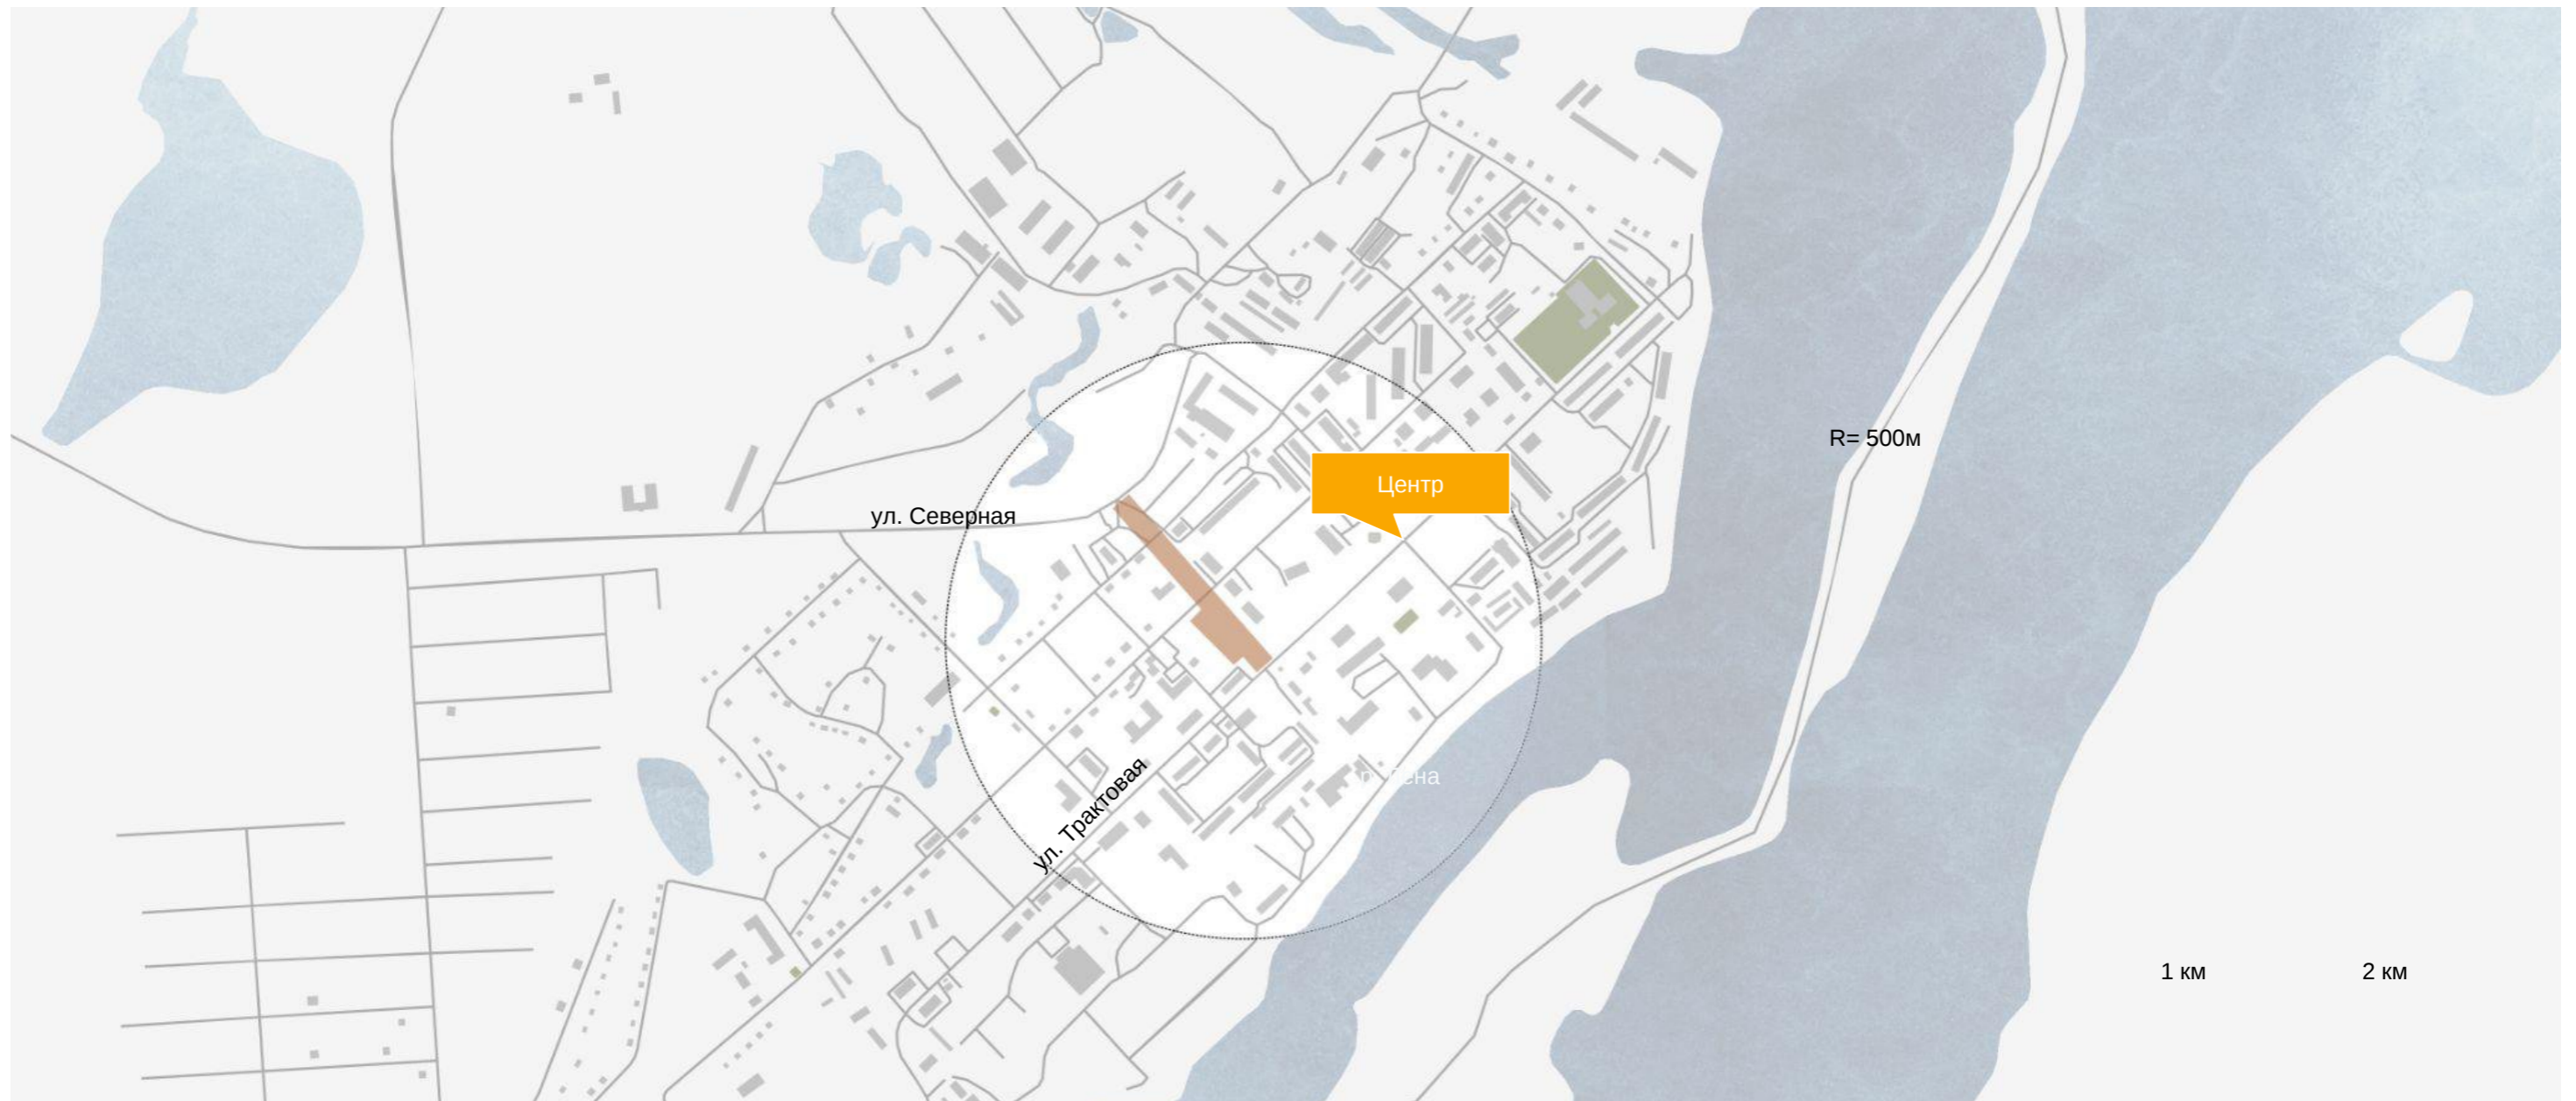 R= 500м
Центр
ул. Северная
ул. Трактовая
1 км
2 км